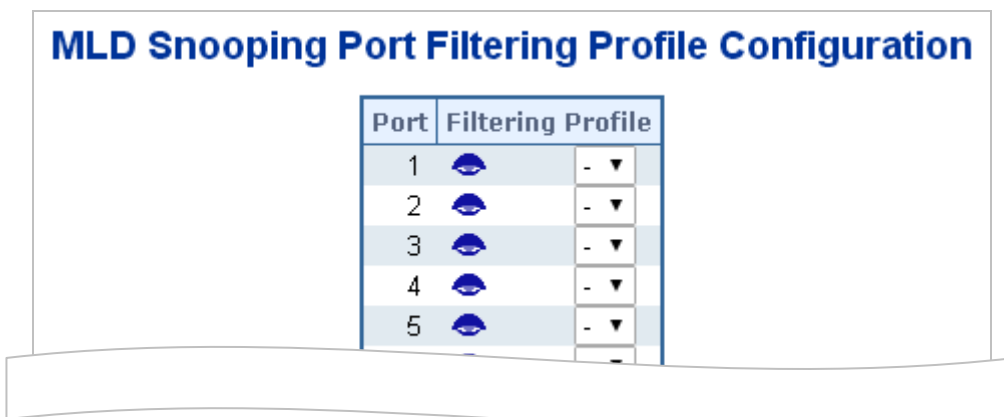 MLD Snooping Port Filtering Profile Configuration
Port Filtering Profile
1 -
2 -
3 -
4 -
5 -